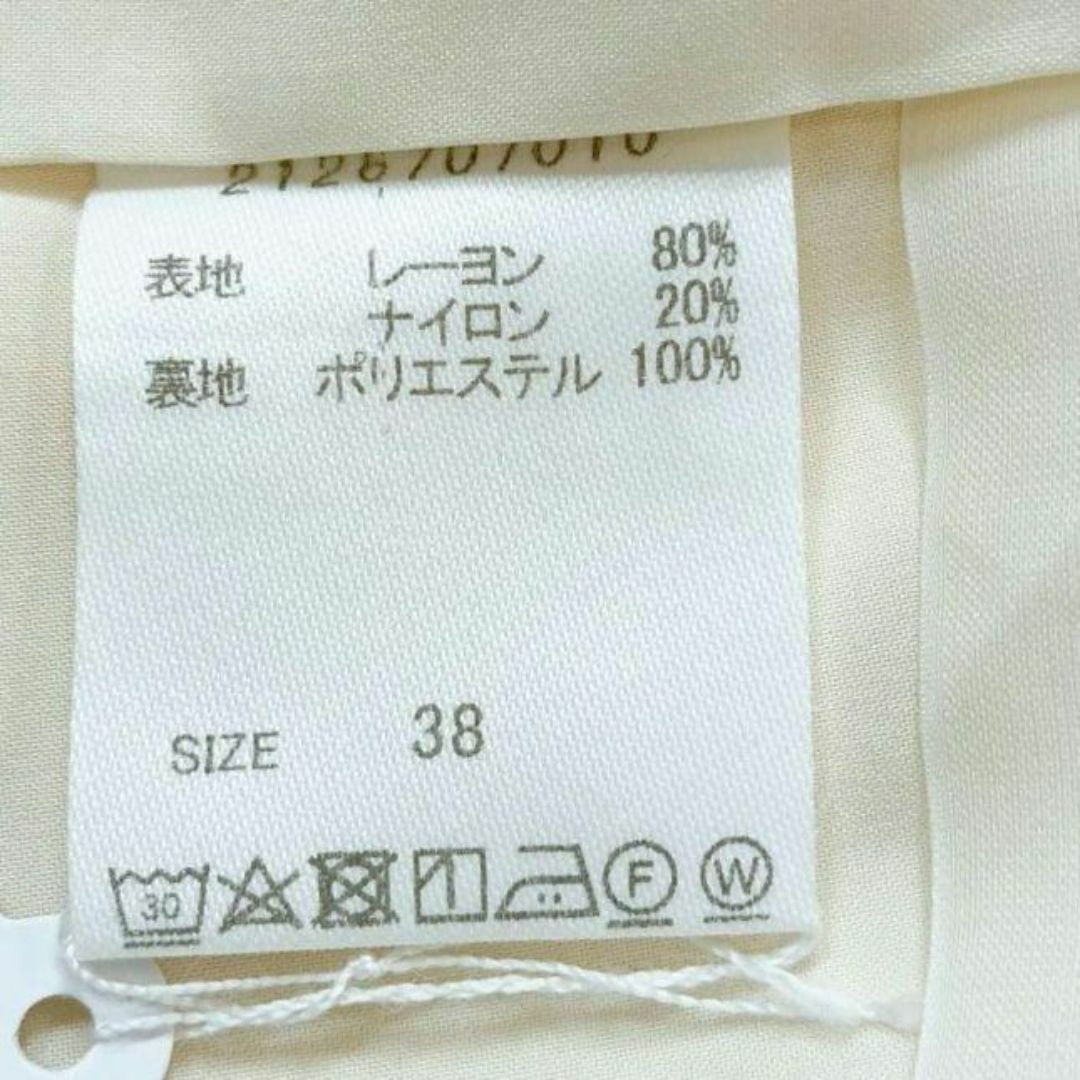 2126707010
表地 レーヨン 80%
ナイロン 20%
裏地 ポリエステル 100%
SIZE 38
30 F W